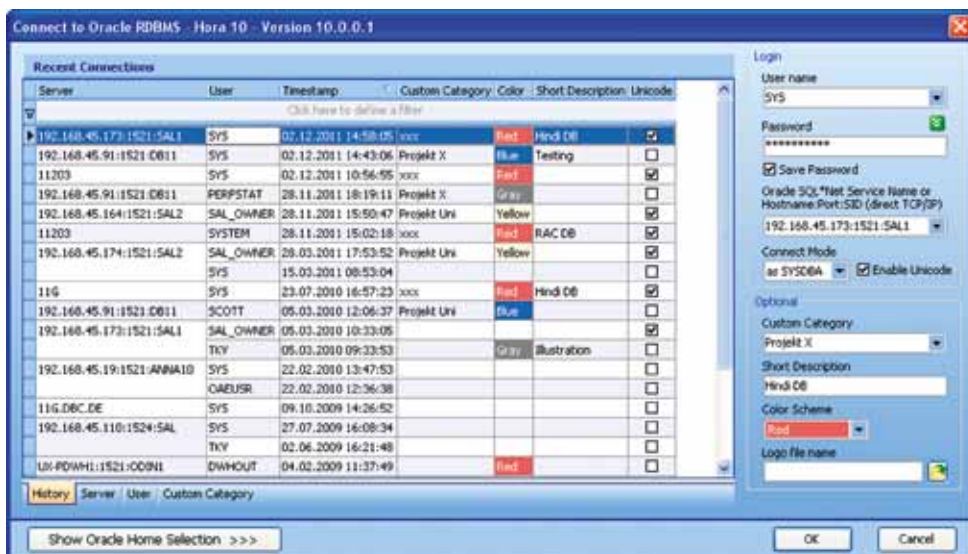 Connect to Oracle RDBMS - Hora 10 - Version 10.0.0.1
Recent Connections
Server User Timestamp Custom Category Color Short Description Unicode
Click here to define a filter
192.168.45.173:1521:SAL1 SYS 02.12.2011 14:58:05 xxx Red Hindi DB
192.168.45.91:1521:DB11 SYS 02.12.2011 14:43:06 Projekt X Blue Testing
11203 SYS 02.12.2011 10:56:55 xxx Red
192.168.45.91:1521:DB11 PERPSTAT 28.11.2011 18:19:11 Projekt X Gray
192.168.45.164:1521:SAL2 SAL_OWNER 28.11.2011 15:50:47 Projekt Uni Yellow
11203 SYSTEM 28.11.2011 15:02:18 xxx Red RAC DB
192.168.45.174:1521:SAL2 SAL_OWNER 28.03.2011 17:53:52 Projekt Uni Yellow
SYS 15.03.2011 08:53:04
11G SYS 23.07.2010 16:57:23 xxx Red Hindi DB
192.168.45.91:1521:DB11 SCOTT 05.03.2010 12:06:37 Projekt Uni Blue
192.168.45.173:1521:SAL1 SAL_OWNER 05.03.2010 10:33:05
TKY 05.03.2010 09:33:53 Gray Illustration
192.168.45.19:1521:ANNA10 SYS 22.02.2010 13:47:53
OAEUSR 22.02.2010 12:36:38
11G.DBC.DE SYS 09.10.2009 14:26:52
192.168.45.110:1524:SAL SYS 27.07.2009 16:08:34
TKY 02.06.2009 16:21:48
UX-PDWH1:1521:ODIN1 DWHOUT 04.02.2009 11:37:49 Red
History Server User Custom Category
Show Oracle Home Selection >>>
Login
User name
SYS
Password
**********
Save Password
Oracle SQL*Net Service Name or
Hostname:Port:SID (direct TCP/IP)
192.168.45.173:1521:SAL1
Connect Mode
as SYSDBA Enable Unicode
Optional
Custom Category
Projekt X
Short Description
Hindi DB
Color Scheme
Red
Logo file name
OK Cancel